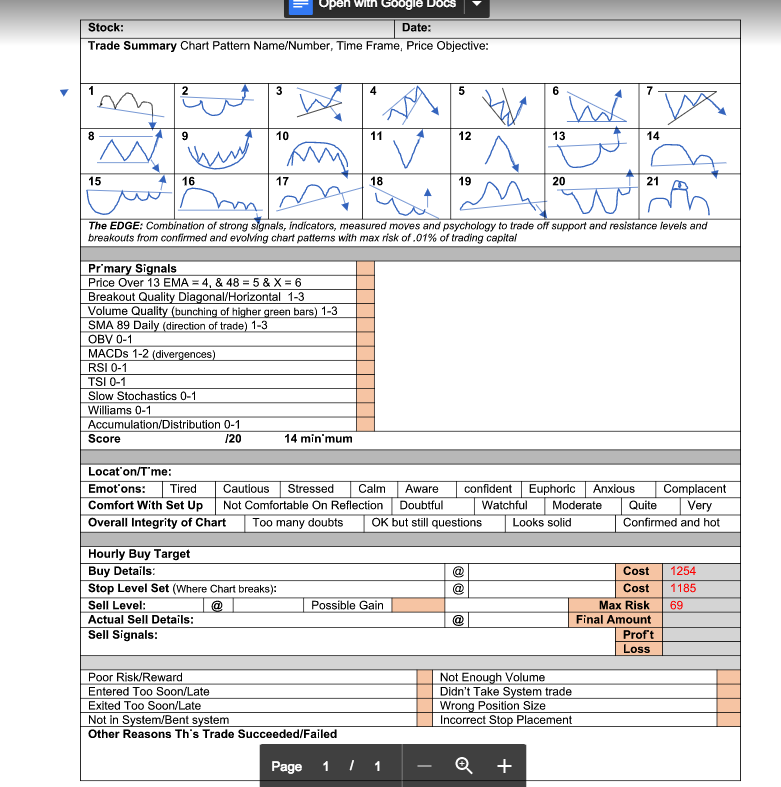 Open with Google Docs
Stock: Date:
Trade Summary Chart Pattern Name/Number, Time Frame, Price Objective:
1 2 3 4 5 6 7
8 9 10 11 12 13 14
15 16 17 18 19 20 21
The EDGE: Combination of strong signals, indicators, measured moves and psychology to trade off support and resistance levels and
breakouts from confirmed and evolving chart patterns with max risk of .01% of trading capital
Primary Signals
Price Over 13 EMA = 4, & 48 = 5 & X = 6
Breakout Quality Diagonal/Horizontal 1-3
Volume Quality (bunching of higher green bars) 1-3
SMA 89 Daily (direction of trade) 1-3
OBV 0-1
MACDs 1-2 (divergences)
RSI 0-1
TSI 0-1
Slow Stochastics 0-1
Williams 0-1
Accumulation/Distribution 0-1
Score /20 14 minimum
Location/Time:
Emotions: Tired Cautious Stressed Calm Aware confident Euphoric Anxious Complacent
Comfort With Set Up Not Comfortable On Reflection Doubtful Watchful Moderate Quite Very
Overall Integrity of Chart Too many doubts OK but still questions Looks solid Confirmed and hot
Hourly Buy Target
Buy Details: @ Cost 1254
Stop Level Set (Where Chart breaks): @ Cost 1185
Sell Level: @ Possible Gain Max Risk 69
Actual Sell Details: @ Final Amount
Sell Signals: Profit
Loss
Poor Risk/Reward Not Enough Volume
Entered Too Soon/Late Didn't Take System trade
Exited Too Soon/Late Wrong Position Size
Not in System/Bent system Incorrect Stop Placement
Other Reasons This Trade Succeeded/Failed
Page 1 / 1